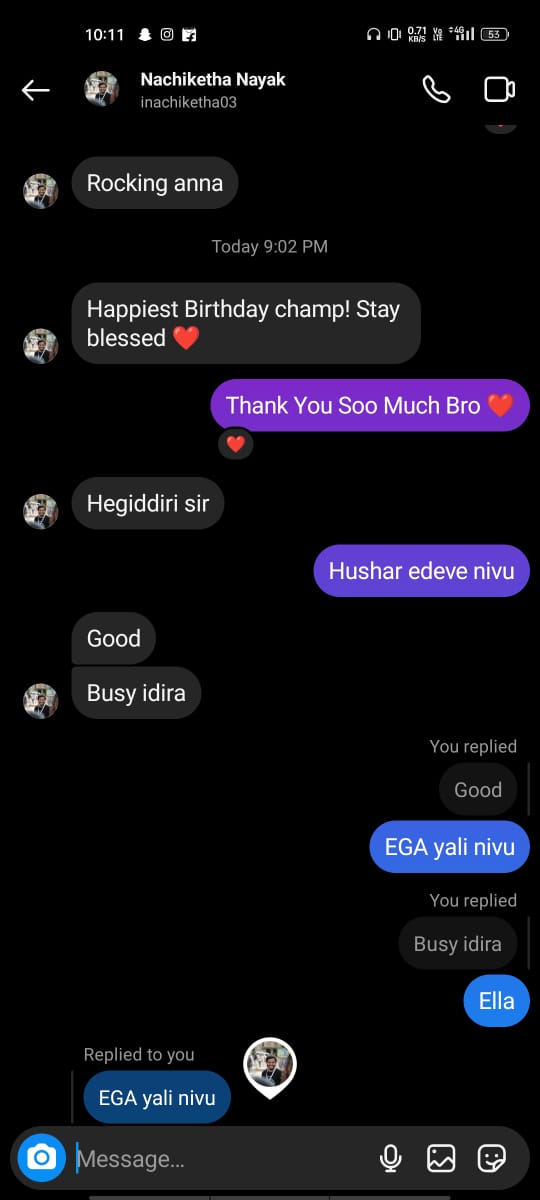 10:11
0.71
KB/S
Vo
LTE
4G
53
Nachiketha Nayak
inachiketha03
Rocking anna
Today 9:02 PM
Happiest Birthday champ! Stay
blessed ❤️
Thank You Soo Much Bro ❤️
❤️
Hegiddiri sir
Hushar edeve nivu
Good
Busy idira
You replied
Good
EGA yali nivu
You replied
Busy idira
Ella
Replied to you
EGA yali nivu
Message...